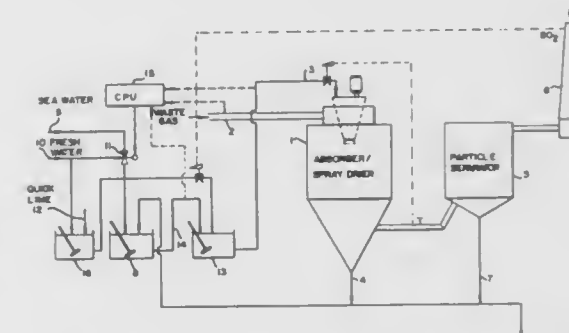 SO2
15
CPU
3
SEA WATER
9
WASTE
GAS
10 FRESH
WATER
11
2
6
1
ABSORBER/
SPRAY DRIER
PARTICLE
SEPARATOR
5
QUICK
LIME
12
14
T
16
8
13
4
7